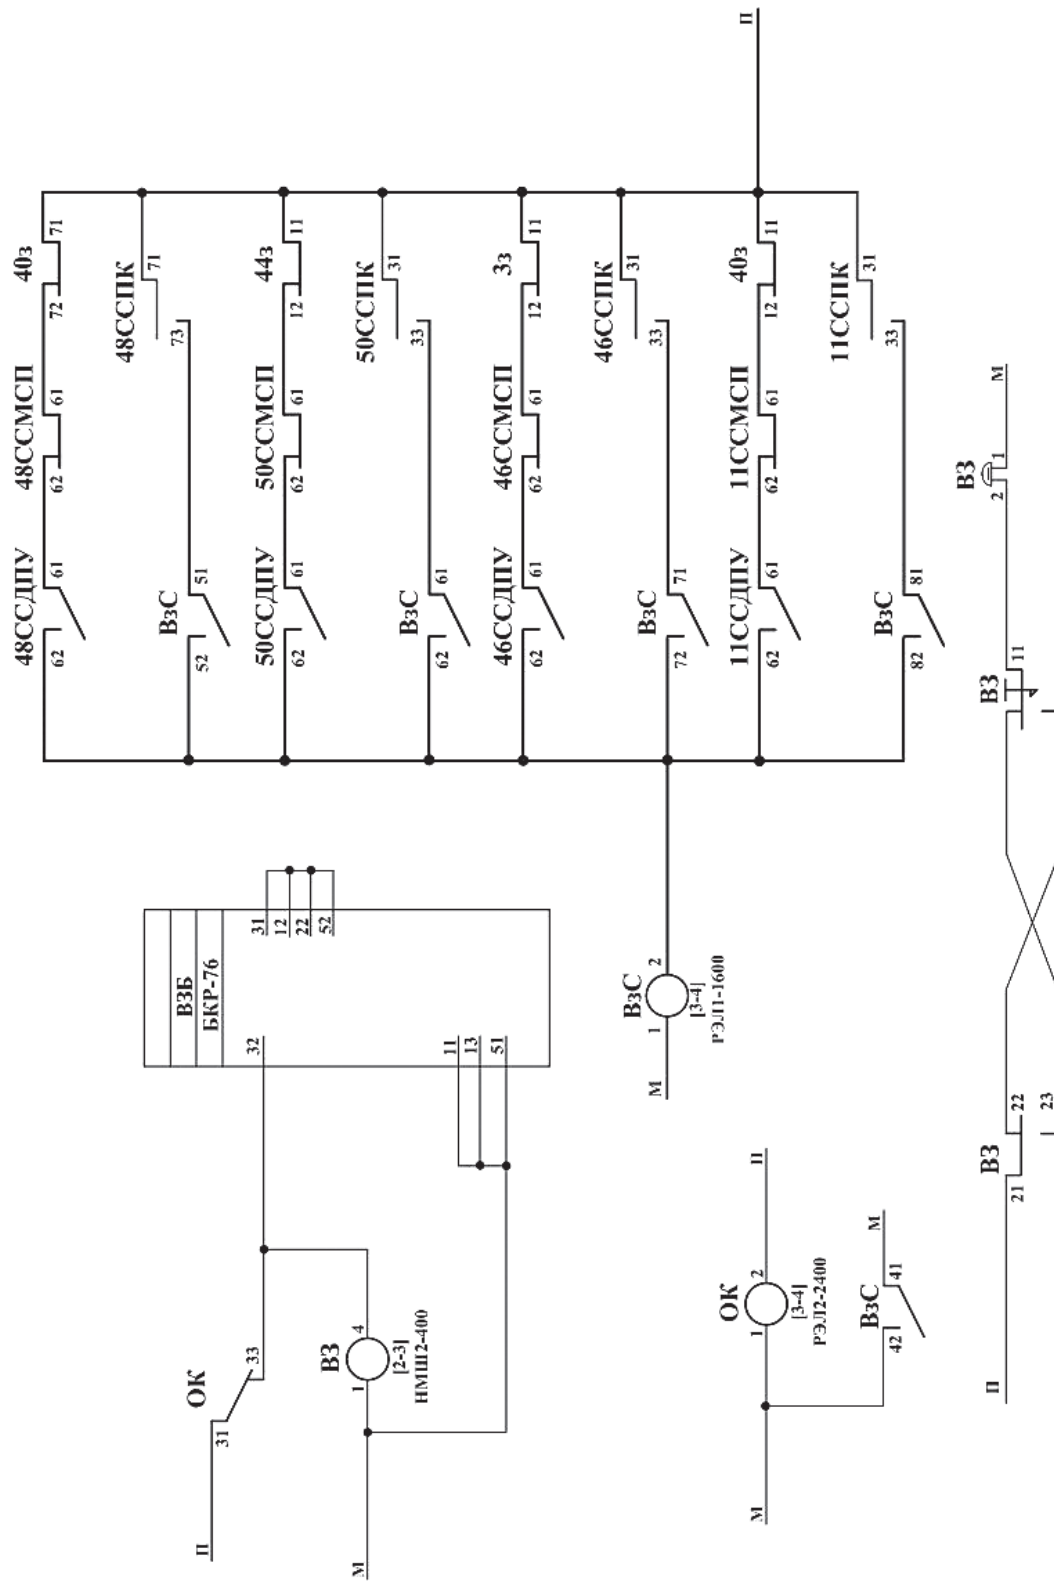 П
40з
71
72
48ССМСП
61
62
48ССДПУ
61
62
48ССПК
71
73
ВзС
51
52
44з
11
12
50ССМСП
61
62
50ССДПУ
61
62
50ССПК
31
33
ВзС
61
62
3з
11
12
46ССМСП
61
62
46ССДПУ
61
62
46ССПК
31
33
ВзС
71
72
40з
11
12
11ССМСП
61
62
11ССДПУ
61
62
11ССПК
31
33
ВзС
81
82
ВЗБ
БКР-76
31
12
22
52
32
11
13
51
ОК
31
33
П
ВЗ
1
4
[2-3]
НМШ2-400
М
ВзС
1
2
[3-4]
РЭЛ1-1600
М
ОК
1
2
[3-4]
РЭЛ2-2400
П
М
ВзС
42
41
М
П
ВЗ
21
22
23
ВЗ
11
ВЗ
2
1
М